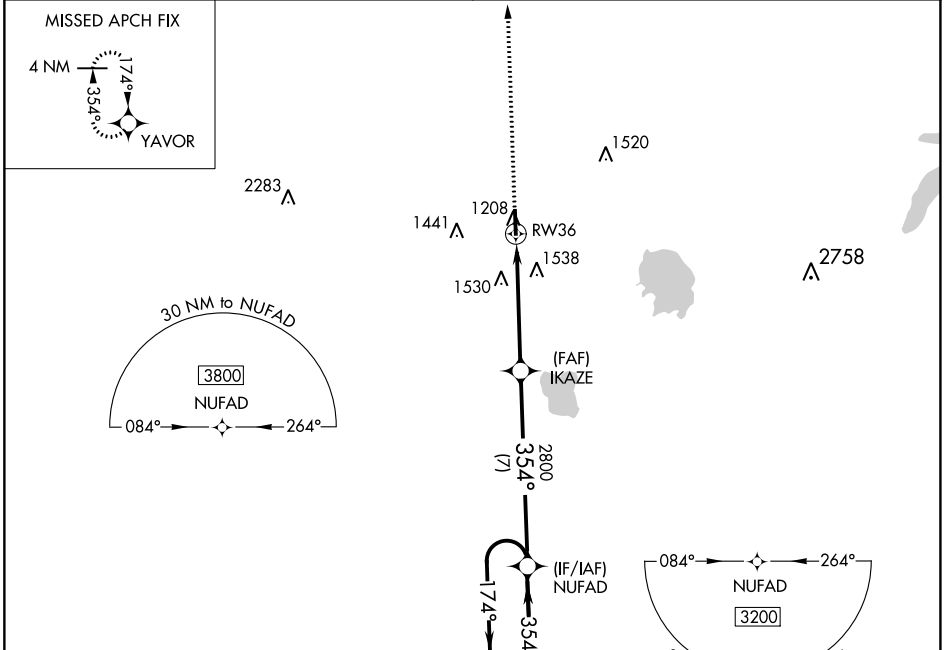 MISSED APCH FIX
4 NM
174°
354°
YAVOR
1520
2283
1208
1441
RW36
1538
1530
2758
30 NM to NUFAD
3800
NUFAD
084°
264°
(FAF)
IKAZE
2800
354°
(7)
(IF/IAF)
NUFAD
174°
354
084°
264°
NUFAD
3200